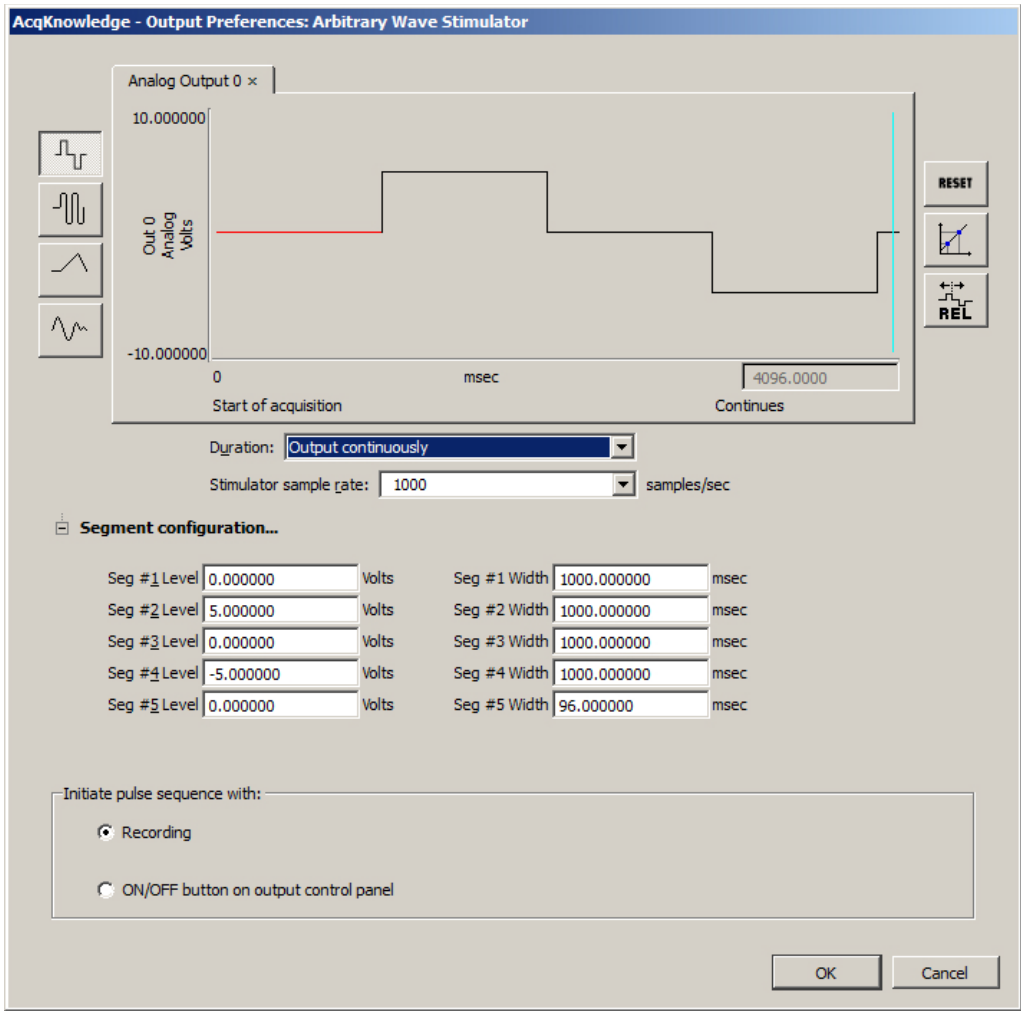 AcqKnowledge - Output Preferences: Arbitrary Wave Stimulator
Analog Output 0 ×
10.000000
Out 0
Analog
Volts
-10.000000
RESET
REL
0 msec 4096.0000
Start of acquisition Continues
Duration: Output continuously
Stimulator sample rate: 1000 samples/sec
Segment configuration...
Seg #1 Level 0.000000 Volts Seg #1 Width 1000.000000 msec
Seg #2 Level 5.000000 Volts Seg #2 Width 1000.000000 msec
Seg #3 Level 0.000000 Volts Seg #3 Width 1000.000000 msec
Seg #4 Level -5.000000 Volts Seg #4 Width 1000.000000 msec
Seg #5 Level 0.000000 Volts Seg #5 Width 96.000000 msec
Initiate pulse sequence with:
Recording
ON/OFF button on output control panel
OK Cancel